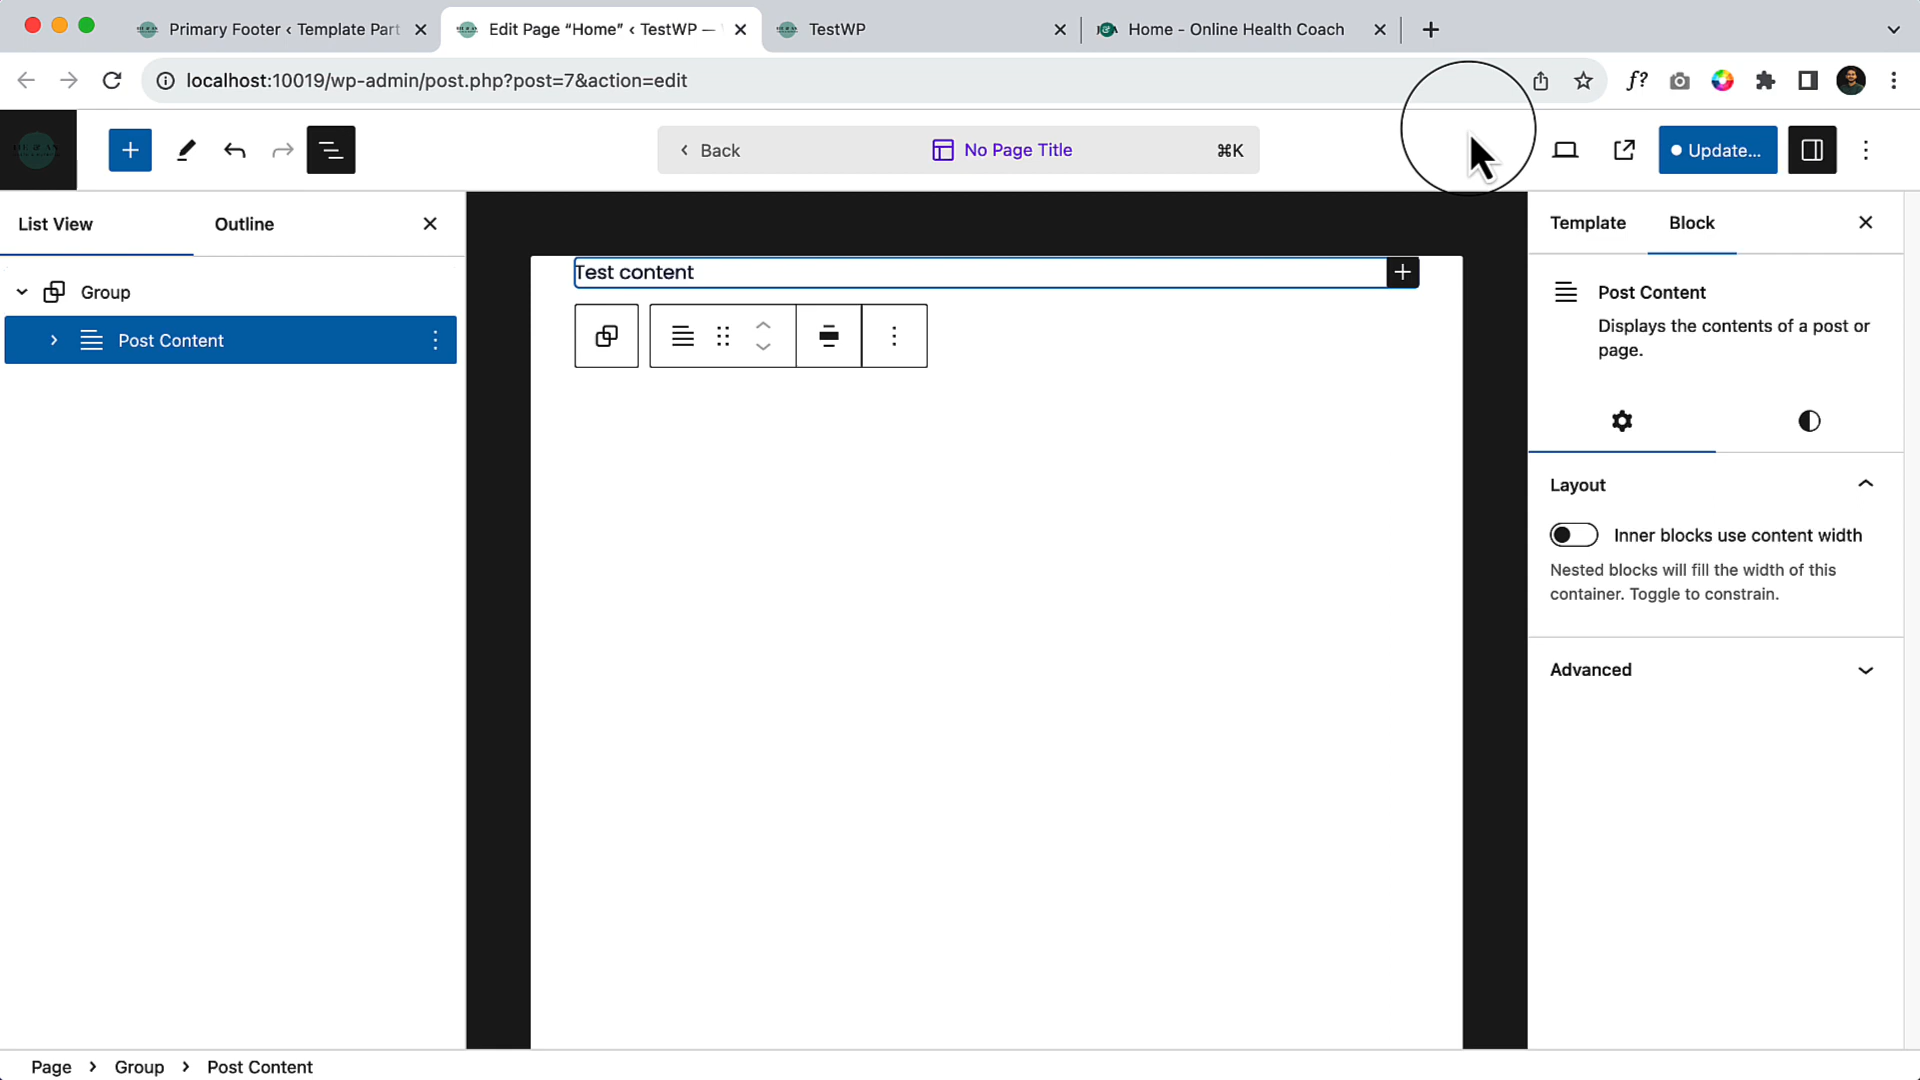 Primary Footer ‹ Template Part
Edit Page “Home” ‹ TestWP —
TestWP
Home - Online Health Coach
localhost:10019/wp-admin/post.php?post=7&action=edit
f?
Back
No Page Title
⌘K
Update...
List View
Outline
Group
Post Content
Test content
Template
Block
Post Content
Displays the contents of a post or
page.
Layout
Inner blocks use content width
Nested blocks will fill the width of this
container. Toggle to constrain.
Advanced
Page
Group
Post Content